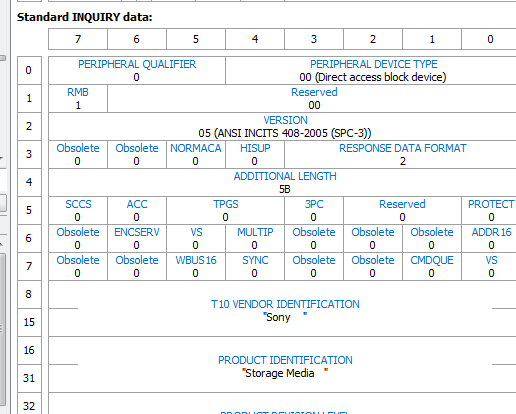 Standard INQUIRY data:
7 6 5 4 3 2 1 0
0 PERIPHERAL QUALIFIER PERIPHERAL DEVICE TYPE
0 00 (Direct access block device)
1 RMB Reserved
1 00
2 VERSION
05 (ANSI INCITS 408-2005 (SPC-3))
3 Obsolete Obsolete NORMACA HISUP RESPONSE DATA FORMAT
0 0 0 0 2
4 ADDITIONAL LENGTH
5B
5 SCCS ACC TPGS 3PC Reserved PROTECT
0 0 0 0 0 0
6 Obsolete ENCSERV VS MULTIP Obsolete Obsolete Obsolete ADDR16
0 0 0 0 0 0 0 0
7 Obsolete Obsolete WBUS16 SYNC Obsolete Obsolete CMDQUE VS
0 0 0 0 0 0 0 0
8 T10 VENDOR IDENTIFICATION
15 "Sony    "
16 PRODUCT IDENTIFICATION
31 "Storage Media   "
32 PRODUCT REVISION LEVEL